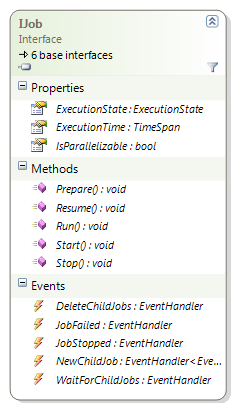 IJob
Interface
→ 6 base interfaces
Properties
ExecutionState : ExecutionState
ExecutionTime : TimeSpan
IsParallelizable : bool
Methods
Prepare() : void
Resume() : void
Run() : void
Start() : void
Stop() : void
Events
DeleteChildJobs : EventHandler
JobFailed : EventHandler
JobStopped : EventHandler
NewChildJob : EventHandler<Eve...
WaitForChildJobs : EventHandler